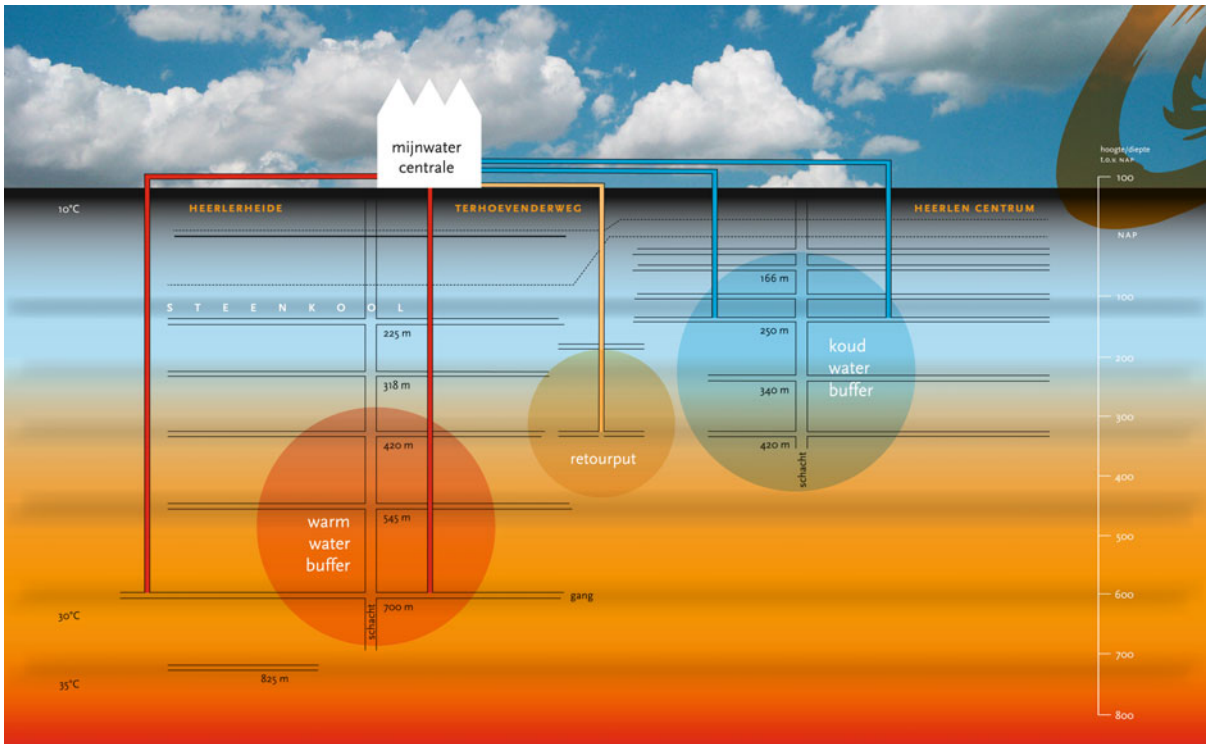 mijnwater
centrale
hoogte/diepte
t.o.v. NAP
100
10°C
HEERLERHEIDE
TERHOEVENDERWEG
HEERLEN CENTRUM
NAP
166 m
100
STEENKOOL
225 m
250 m
koud
water
buffer
200
318 m
340 m
300
420 m
420 m
retourput
schacht
400
545 m
warm
water
buffer
500
gang
600
700 m
schacht
30°C
700
825 m
35°C
800